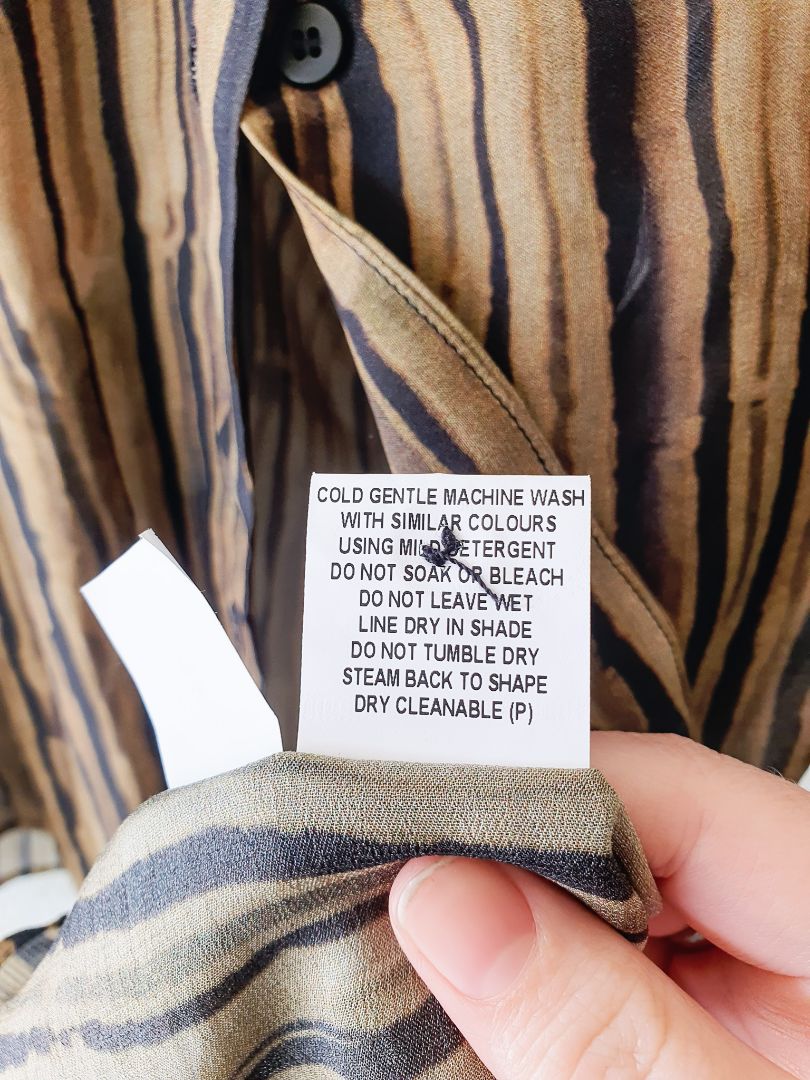 COLD GENTLE MACHINE WASH
WITH SIMILAR COLOURS
USING MILD DETERGENT
DO NOT SOAK OR BLEACH
DO NOT LEAVE WET
LINE DRY IN SHADE
DO NOT TUMBLE DRY
STEAM BACK TO SHAPE
DRY CLEANABLE (P)